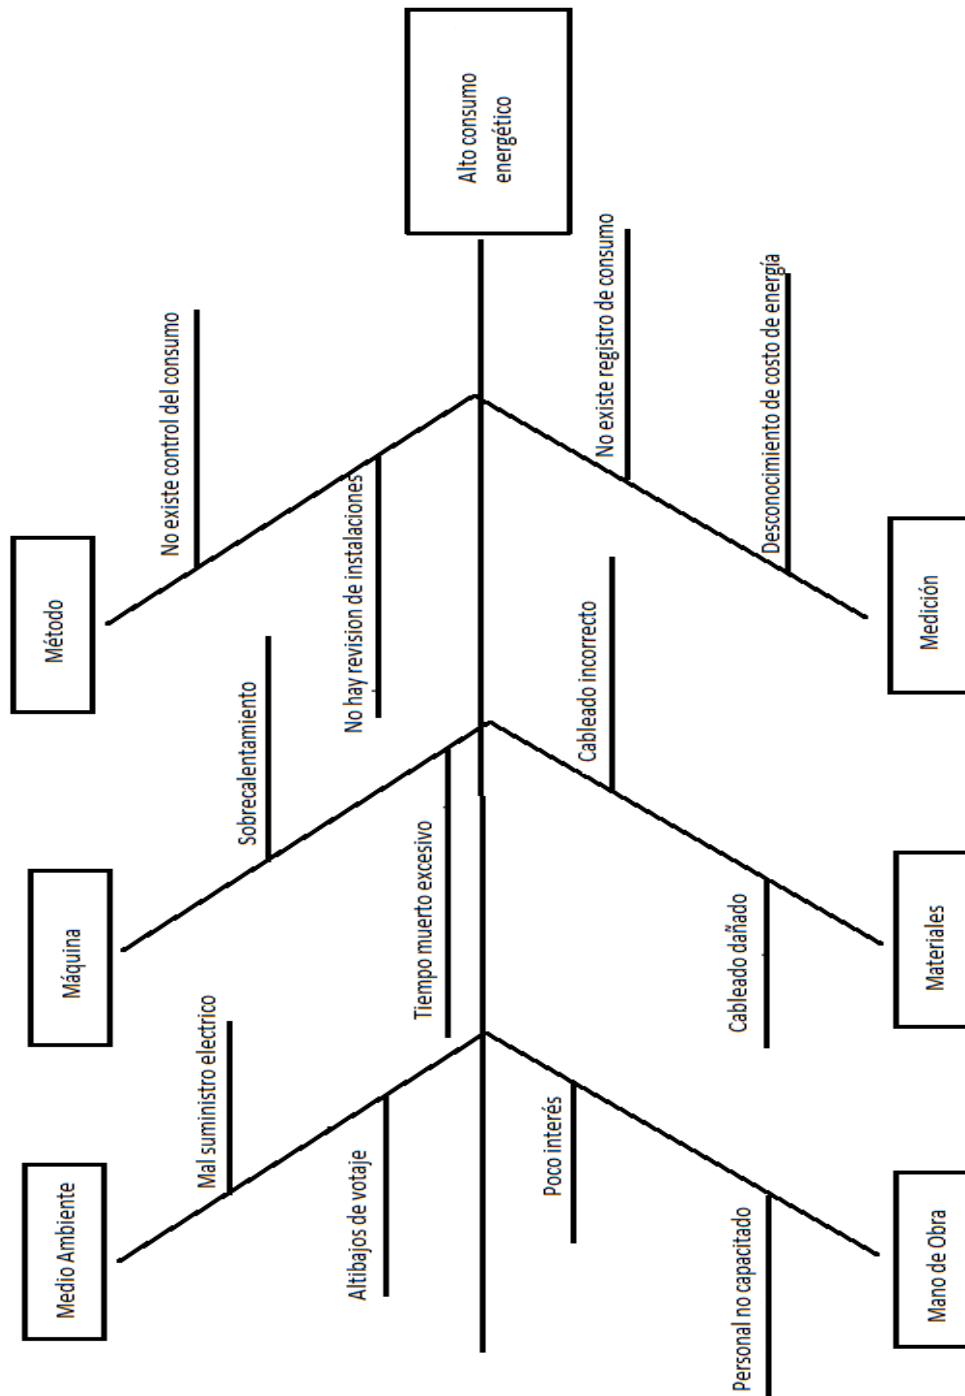 Medio Ambiente
Máquina
Método
Mal suministro electrico
Sobrecalentamiento
No existe control del consumo
Altibajos de votaje
Tiempo muerto excesivo
No hay revision de instalaciones
Alto consumo
energético
Poco interés
Cableado incorrecto
No existe registro de consumo
Personal no capacitado
Cableado dañado
Desconocimiento de costo de energía
Mano de Obra
Materiales
Medición